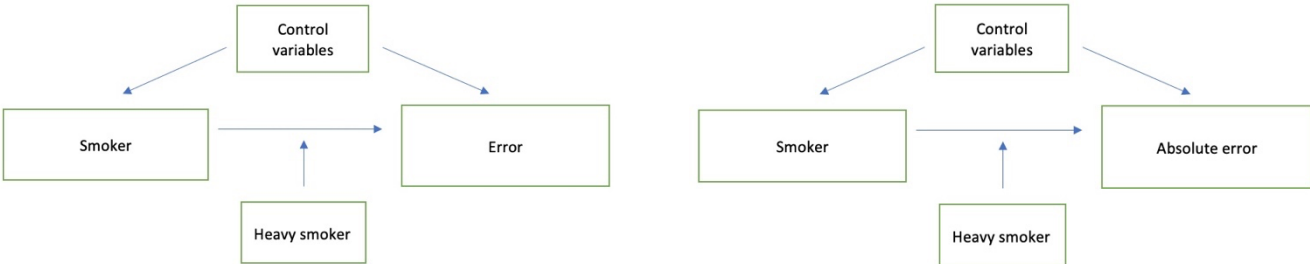 Control
variables
Smoker
Error
Heavy smoker
Control
variables
Smoker
Absolute error
Heavy smoker